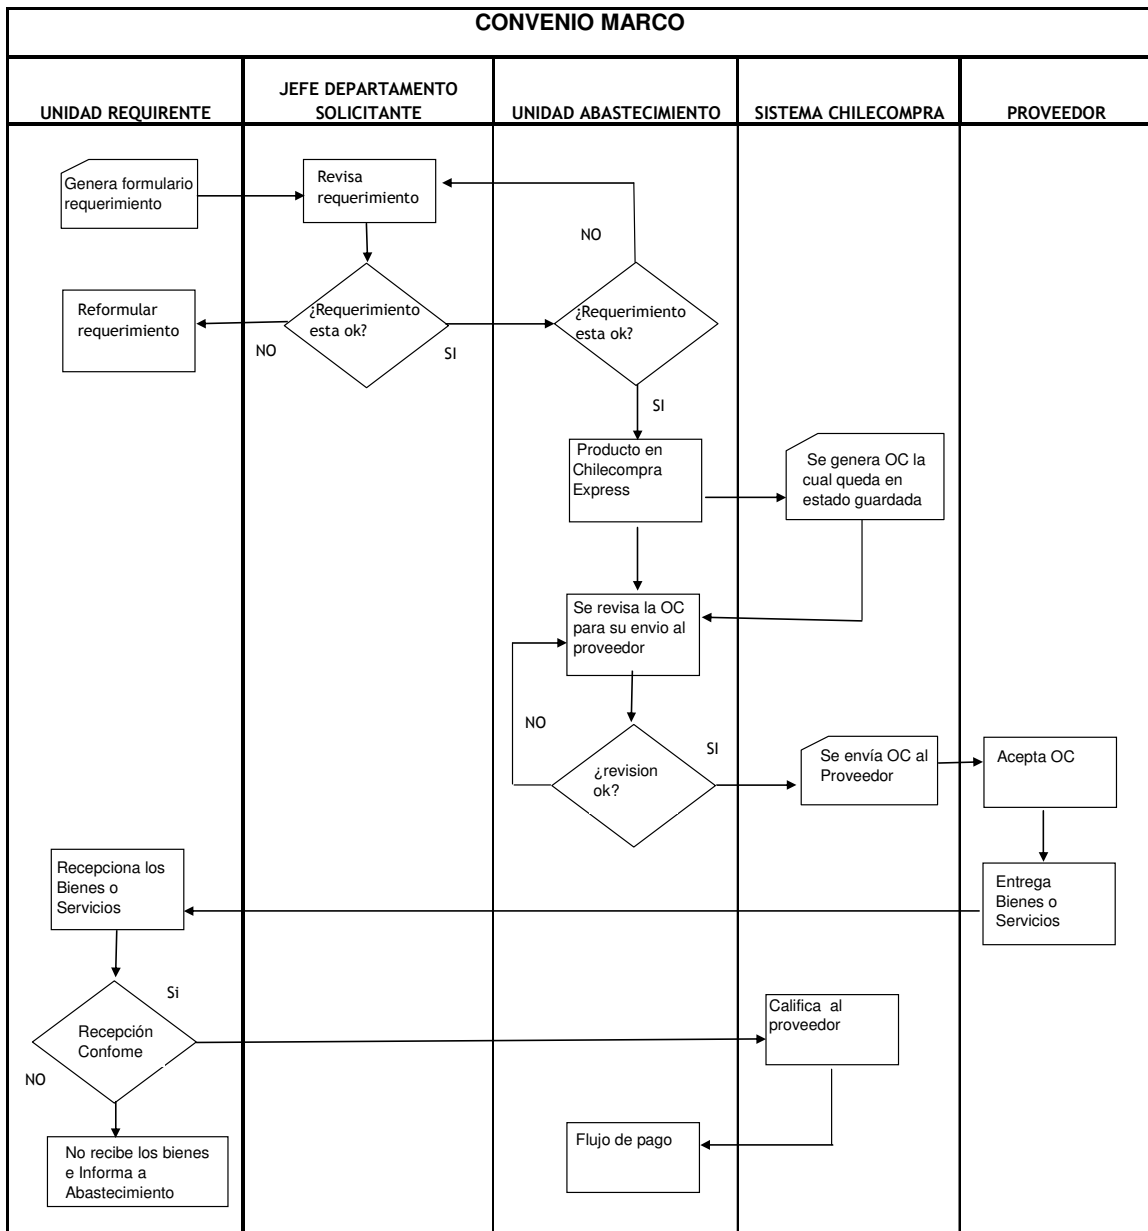 CONVENIO MARCO
UNIDAD REQUIRENTE
JEFE DEPARTAMENTO
SOLICITANTE
UNIDAD ABASTECIMIENTO
SISTEMA CHILECOMPRA
PROVEEDOR
Genera formulario
requerimiento
Revisa
requerimiento
NO
Reformular
requerimiento
¿Requerimiento
esta ok?
NO
SI
¿Requerimiento
esta ok?
SI
Producto en
Chilecompra
Express
Se genera OC la
cual queda en
estado guardada
Se revisa la OC
para su envio al
proveedor
NO
¿revision
ok?
SI
Se envía OC al
Proveedor
Acepta OC
Entrega
Bienes o
Servicios
Recepciona los
Bienes o
Servicios
Si
Recepción
Confome
NO
Califica al
proveedor
No recibe los bienes
e Informa a
Abastecimiento
Flujo de pago